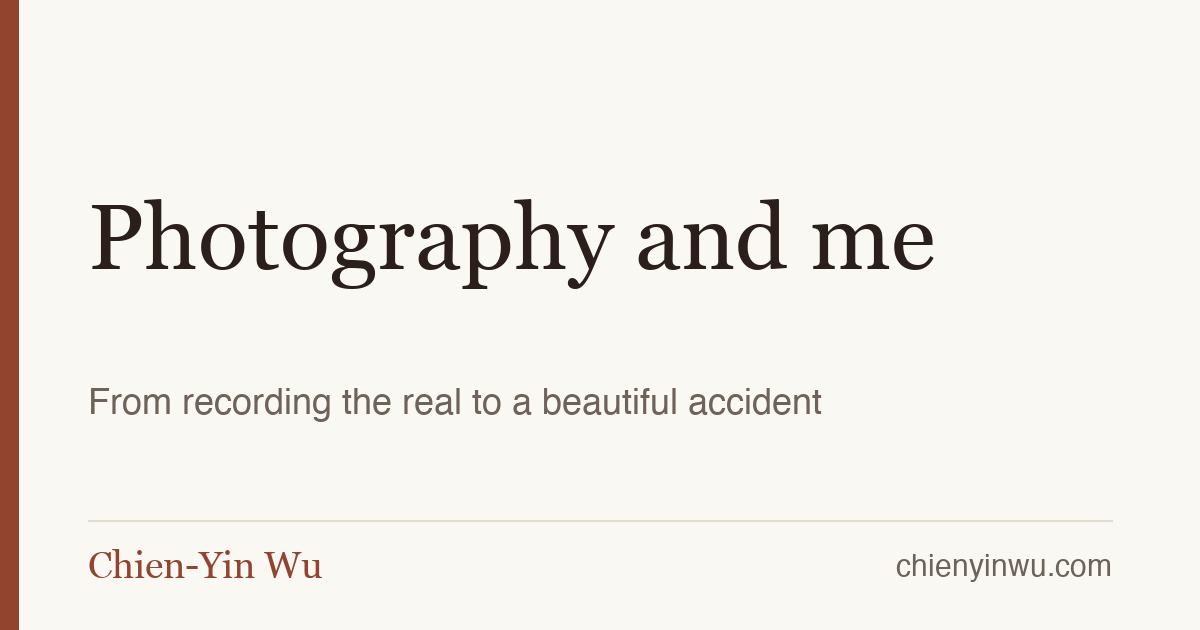 Photography and me
From recording the real to a beautiful accident
Chien-Yin Wu
chienyinwu.com